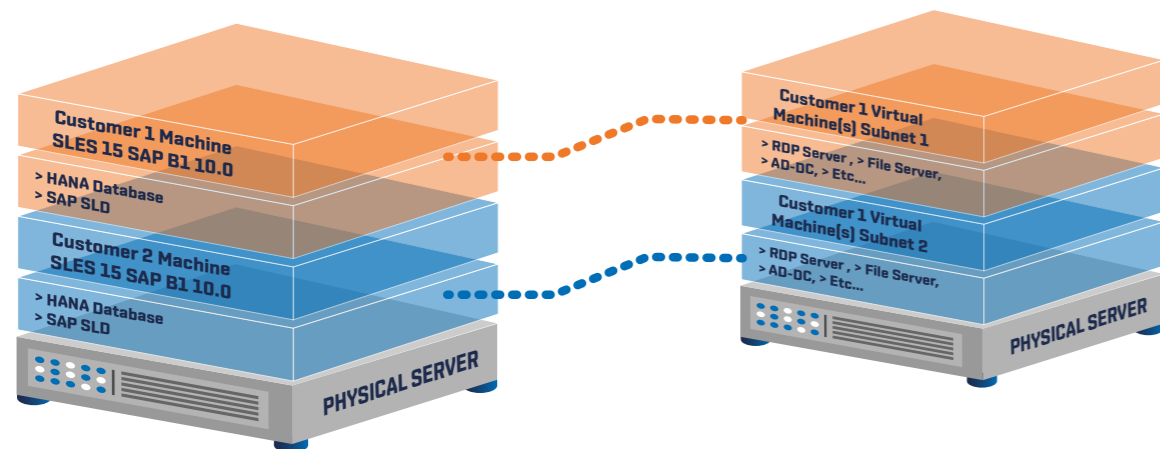 Customer 1 Machine
SLES 15 SAP B1 10.0
> HANA Database
> SAP SLD
Customer 2 Machine
SLES 15 SAP B1 10.0
> HANA Database
> SAP SLD
PHYSICAL SERVER
Customer 1 Virtual
Machine(s) Subnet 1
> RDP Server , > File Server,
> AD-DC, > Etc...
Customer 1 Virtual
Machine(s) Subnet 2
> RDP Server , > File Server,
> AD-DC, > Etc...
PHYSICAL SERVER